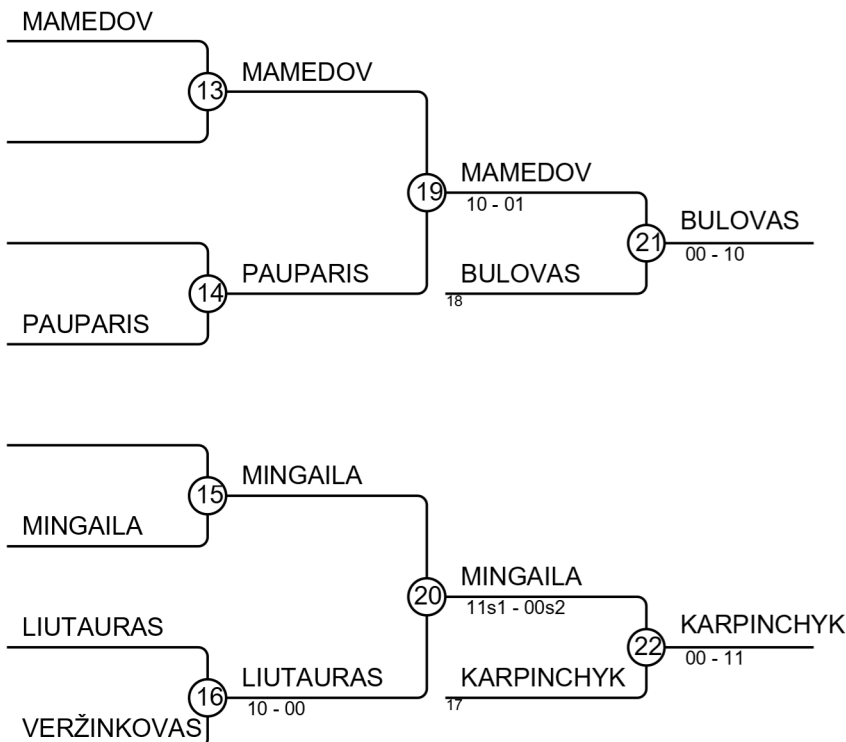 MAMEDOV
13
MAMEDOV
19
MAMEDOV
10 - 01
21
BULOVAS
00 - 10
14
PAUPARIS
BULOVAS
18
PAUPARIS
15
MINGAILA
MINGAILA
20
MINGAILA
11s1 - 00s2
LIUTAURAS
22
KARPINCHYK
00 - 11
16
LIUTAURAS
10 - 00
KARPINCHYK
17
VERŽINKOVAS